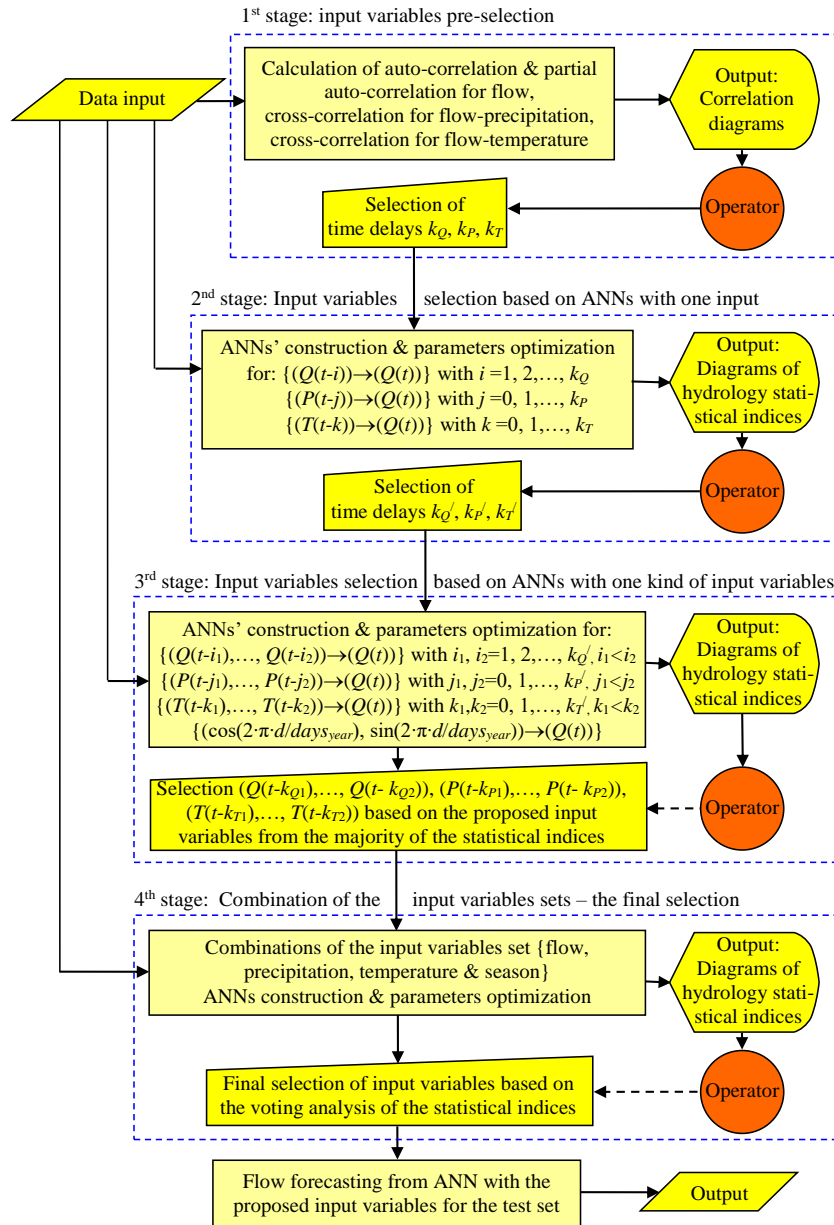 1st stage: input variables pre-selection
Data input
Calculation of auto-correlation & partial
auto-correlation for flow,
cross-correlation for flow-precipitation,
cross-correlation for flow-temperature
Output:
Correlation
diagrams
Operator
Selection of
time delays kQ, kP, kT
2nd stage: Input variables selection based on ANNs with one input
ANNs' construction & parameters optimization
for: {(Q(t-i))→(Q(t))} with i =1, 2,…, kQ
{(P(t-j))→(Q(t))} with j =0, 1,…, kP
{(T(t-k))→(Q(t))} with k =0, 1,…, kT
Output:
Diagrams of
hydrology stati-
stical indices
Operator
Selection of
time delays kQ/, kP/, kT/
3rd stage: Input variables selection based on ANNs with one kind of input variables
ANNs' construction & parameters optimization for:
{(Q(t-i1),…, Q(t-i2))→(Q(t))} with i1, i2=1, 2,…, kQ/, i1<i2
{(P(t-j1),…, P(t-j2))→(Q(t))} with j1, j2=0, 1,…, kP/, j1<j2
{(T(t-k1),…, T(t-k2))→(Q(t))} with k1,k2=0, 1,…, kT/, k1<k2
{(cos(2·π·d/daysyear), sin(2·π·d/daysyear))→(Q(t))}
Output:
Diagrams of
hydrology stati-
stical indices
Operator
Selection (Q(t-kQ1),…, Q(t- kQ2)), (P(t-kP1),…, P(t- kP2)),
(T(t-kT1),…, T(t-kT2)) based on the proposed input
variables from the majority of the statistical indices
4th stage: Combination of the input variables sets – the final selection
Combinations of the input variables set {flow,
precipitation, temperature & season}
ANNs construction & parameters optimization
Output:
Diagrams of
hydrology stati-
stical indices
Operator
Final selection of input variables based on
the voting analysis of the statistical indices
Flow forecasting from ANN with the
proposed input variables for the test set
Output